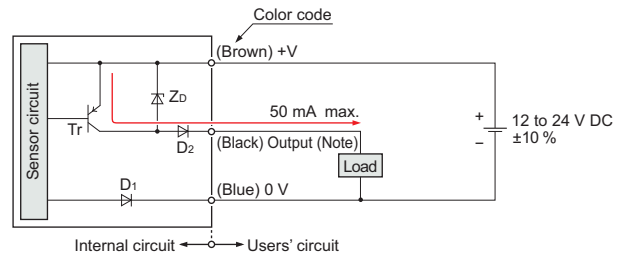 Color code
(Brown) +V
Sensor circuit
Tr
ZD
50 mA max.
D2
(Black) Output (Note)
Load
+
−
12 to 24 V DC
±10 %
D1
(Blue) 0 V
Internal circuit
Users' circuit